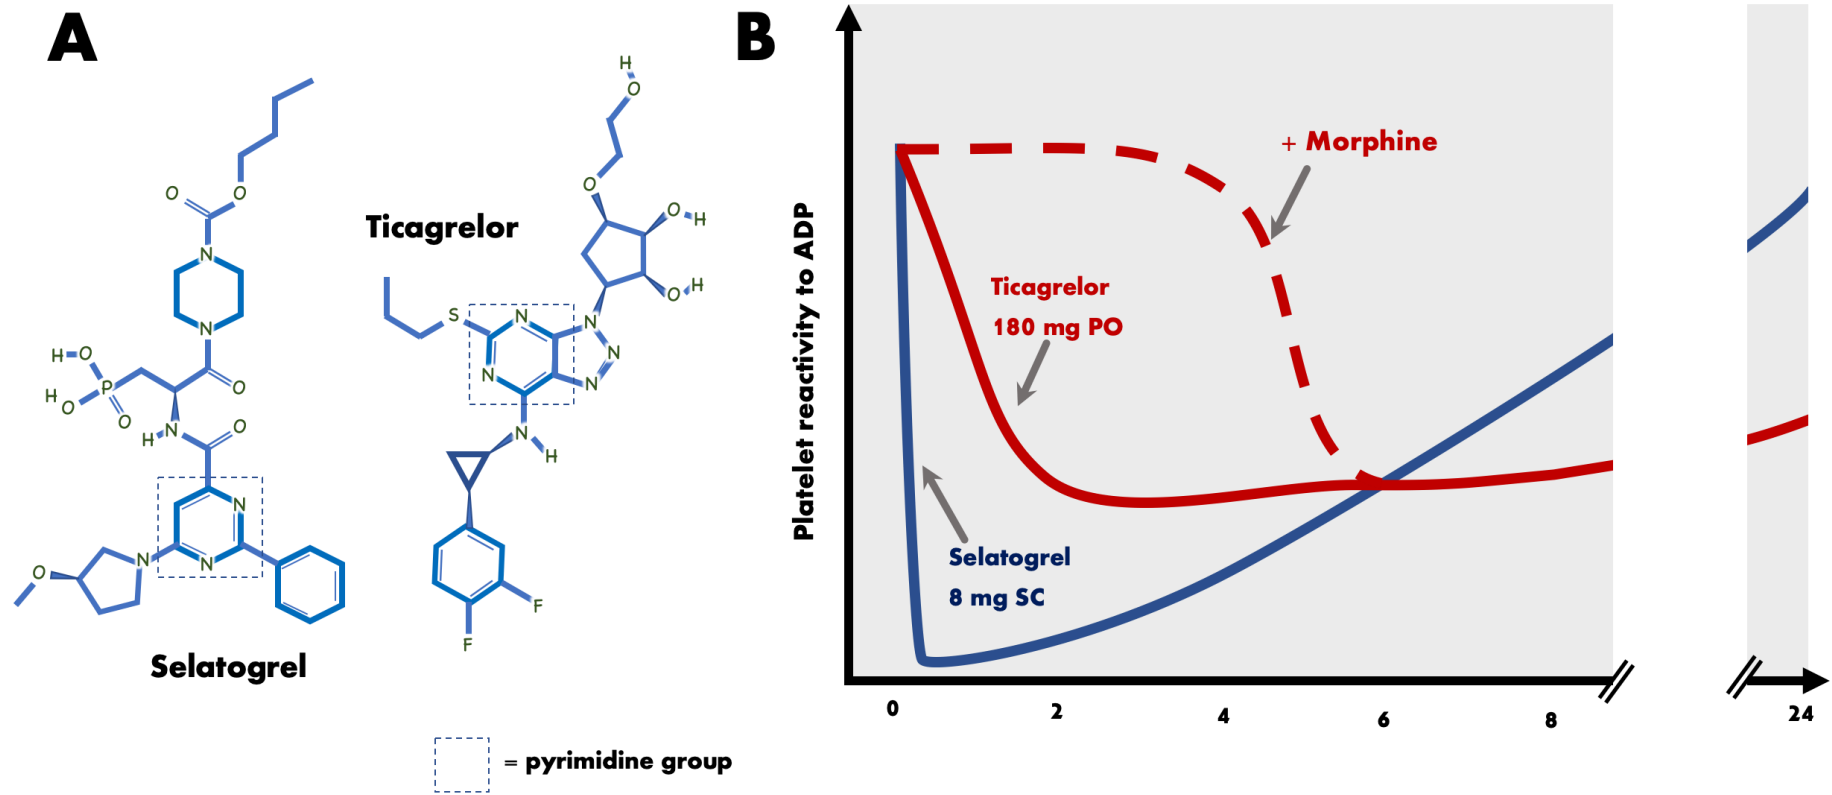 A
B
H
O
O
O
O
N
N
H
O
H
O
P
O
O
H
N
O
N
N
N
O
Selatogrel
Ticagrelor
H
O
O
O
H
O
H
S
N
N
N
N
N
N
H
F
F
= pyrimidine group
Platelet reactivity to ADP
+ Morphine
Ticagrelor
180 mg PO
Selatogrel
8 mg SC
0
2
4
6
8
24